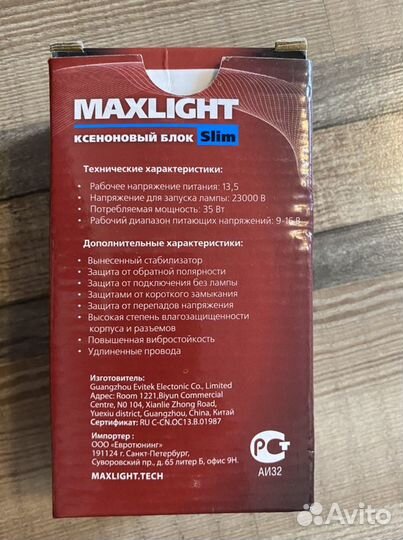 MAXLIGHT
КСЕНОНОВЫЙ БЛОК Slim
Технические характеристики:
• Рабочее напряжение питания: 13,5
• Напряжение для запуска лампы: 23000 В
• Потребляемая мощность: 35 Вт
• Рабочий диапазон питающих напряжений: 9-16 В
Дополнительные характеристики:
• Вынесенный стабилизатор
• Защита от обратной полярности
• Защита от подключения без лампы
• Защитами от короткого замыкания
• Защита от перепадов напряжения
• Высокая степень влагозащищенности
корпуса и разъемов
• Повышенная вибростойкость
• Удлиненные провода
Изготовитель:
Guangzhou Evitek Electonic Co., Limited
Адрес: Room 1221,Biyun Commercial
Centre, N0 104, Xianlie Zhong Road,
Yuexiu district, Guangzhou, China, Китай
Сертификат: RU C-CN.OC13.B.01987
Импортер :
ООО «Евротюнинг»
191124 г. Санкт-Петербург,
Суворовский пр., д. 65 литер Б, офис 9Н.
MAXLIGHT.TECH
РСТ
АИ32
Avito